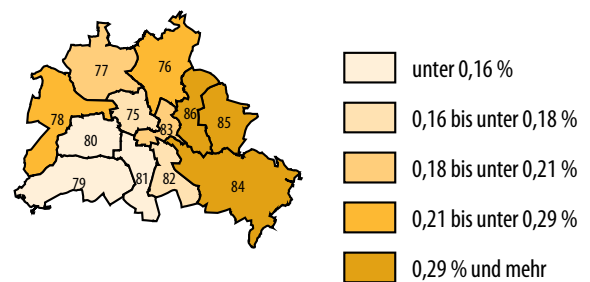 77
76
78
75
83
86
85
80
79
81
82
84
unter 0,16 %
0,16 bis unter 0,18 %
0,18 bis unter 0,21 %
0,21 bis unter 0,29 %
0,29 % und mehr